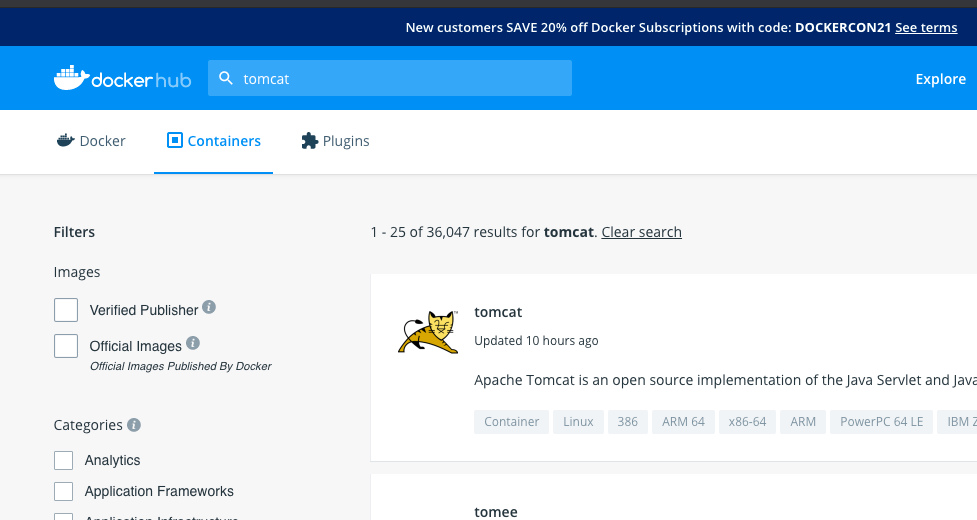 New customers SAVE 20% off Docker Subscriptions with code: DOCKERCON21 See terms
dockerhub
tomcat
Explore
Docker
Containers
Plugins
Filters
1 - 25 of 36,047 results for tomcat. Clear search
Images
Verified Publisher
Official Images
Official Images Published By Docker
Categories
Analytics
Application Frameworks
Application Infrastructure
tomcat
Updated 10 hours ago
Apache Tomcat is an open source implementation of the Java Servlet and Java
Container Linux 386 ARM 64 x86-64 ARM PowerPC 64 LE IBM Z
tomee